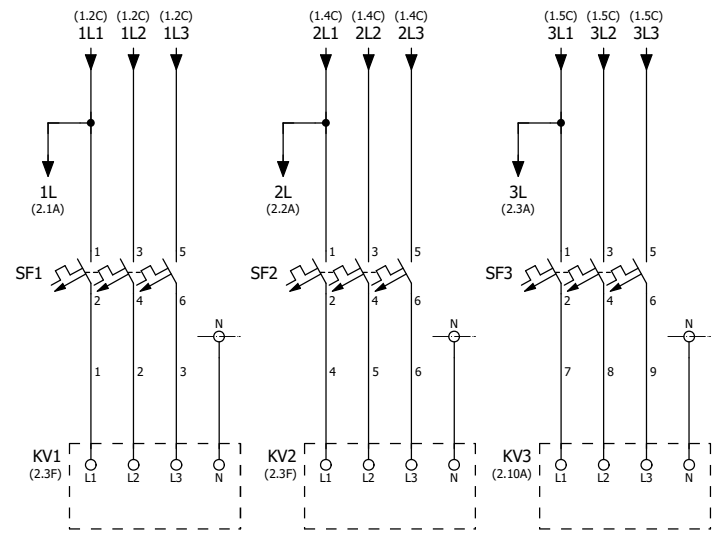 (1.2C) (1.2C) (1.2C) (1.4C) (1.4C) (1.4C) (1.5C) (1.5C) (1.5C)
1L1 1L2 1L3 2L1 2L2 2L3 3L1 3L2 3L3
1L 2L 3L
(2.1A) (2.2A) (2.3A)
1 3 5 1 3 5 1 3 5
SF1 SF2 SF3
2 4 6 2 4 6 2 4 6
N N N
1 2 3 4 5 6 7 8 9
KV1 KV2 KV3
(2.3F) (2.3F) (2.10A)
L1 L2 L3 N L1 L2 L3 N L1 L2 L3 N